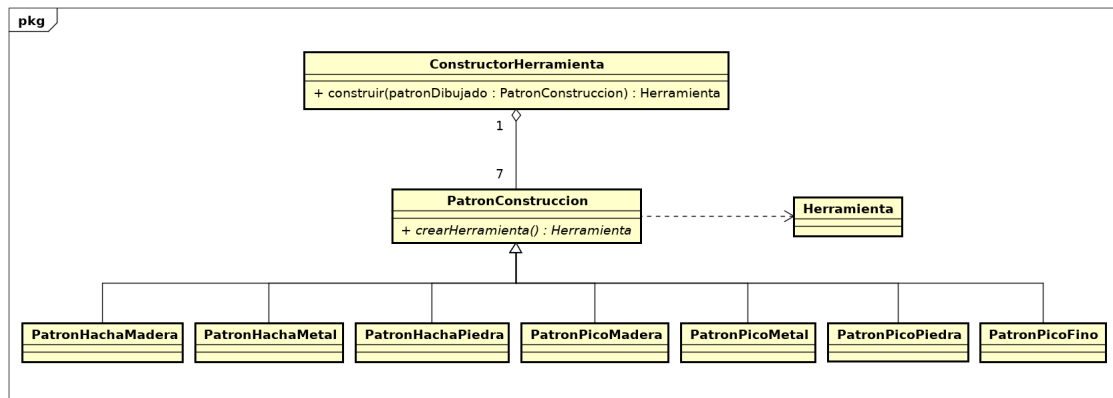 pkg
ConstructorHerramienta
+ construir(patronDibujado : PatronConstruccion) : Herramienta
1
7
PatronConstruccion
+ crearHerramienta() : Herramienta
Herramienta
PatronHachaMadera
PatronHachaMetal
PatronHachaPiedra
PatronPicoMadera
PatronPicoMetal
PatronPicoPiedra
PatronPicoFino